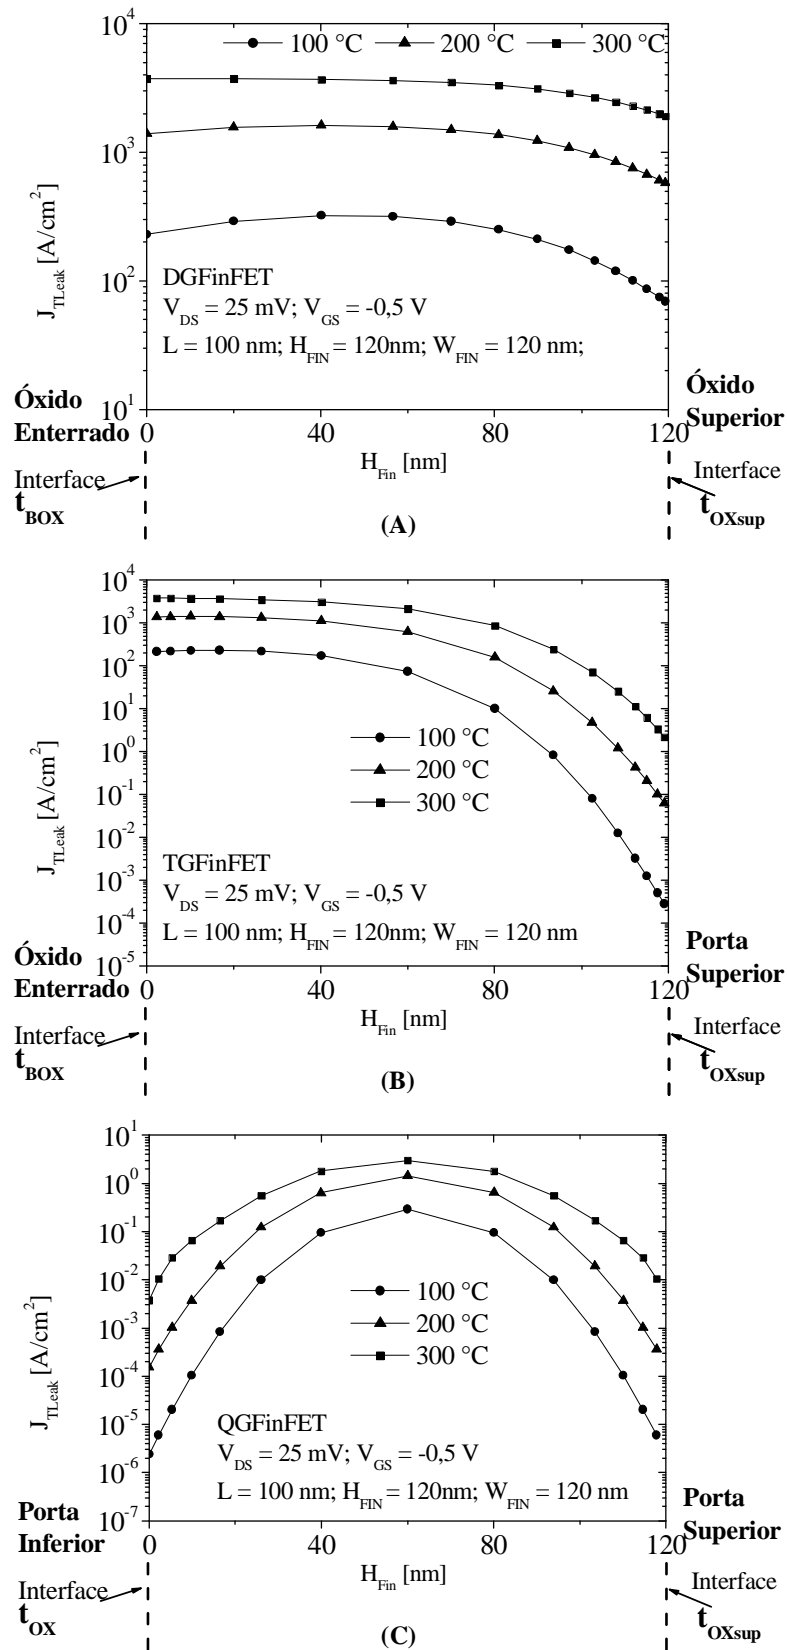 10^4
100 °C 200 °C 300 °C
10^3
J_TLeak [A/cm^2]
10^2
DGFinFET
V_DS = 25 mV; V_GS = -0,5 V
L = 100 nm; H_FIN = 120nm; W_FIN = 120 nm;
10^1
Óxido
Enterrado
Óxido
Superior
0 40 80 120
H_Fin [nm]
Interface
t_BOX
Interface
t_OXsup
(A)
10^4
10^3
10^2
10^1
10^0
10^-1
10^-2
10^-3
10^-4
10^-5
J_TLeak [A/cm^2]
100 °C
200 °C
300 °C
TGFinFET
V_DS = 25 mV; V_GS = -0,5 V
L = 100 nm; H_FIN = 120nm; W_FIN = 120 nm
Óxido
Enterrado
Porta
Superior
0 40 80 120
H_Fin [nm]
Interface
t_BOX
Interface
t_OXsup
(B)
10^1
10^0
10^-1
10^-2
10^-3
10^-4
10^-5
10^-6
10^-7
J_TLeak [A/cm^2]
100 °C
200 °C
300 °C
QGFinFET
V_DS = 25 mV; V_GS = -0,5 V
L = 100 nm; H_FIN = 120nm; W_FIN = 120 nm
Porta
Inferior
Porta
Superior
0 40 80 120
H_Fin [nm]
Interface
t_OX
Interface
t_OXsup
(C)